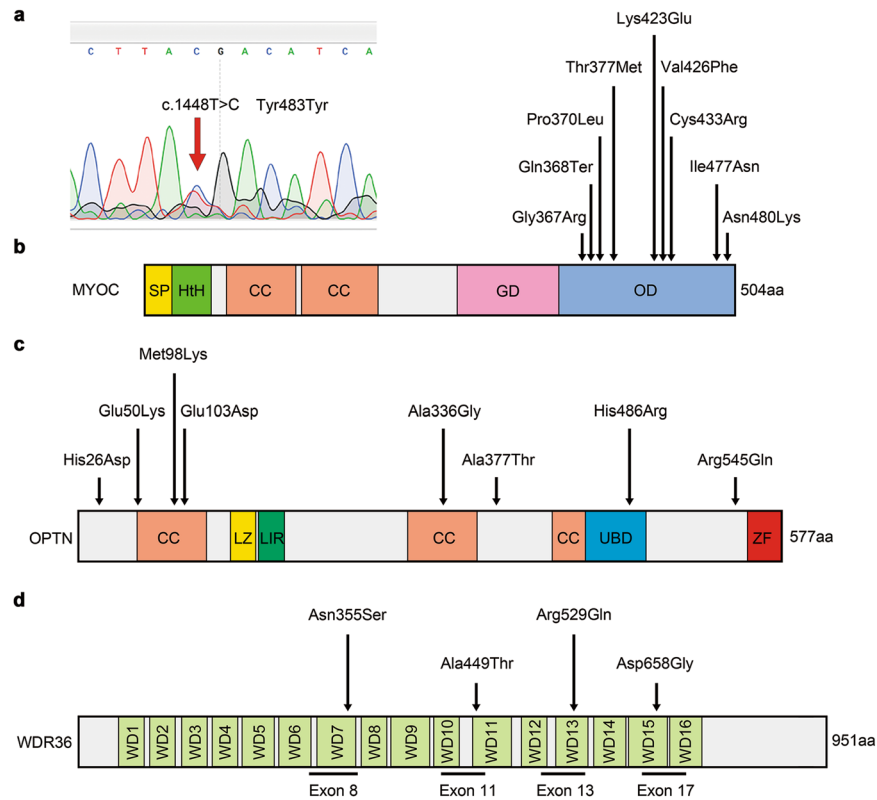 a
C T T A C G A C A T C A
c.1448T>C Tyr483Tyr
Lys423Glu
Thr377Met Val426Phe
Pro370Leu Cys433Arg
Gln368Ter Ile477Asn
Gly367Arg Asn480Lys
b
MYOC SP HtH CC CC GD OD 504aa
c
Met98Lys
Glu50Lys Glu103Asp Ala336Gly His486Arg
His26Asp Ala377Thr Arg545Gln
OPTN CC LZ LIR CC CC UBD ZF 577aa
d
Asn355Ser Arg529Gln
Ala449Thr Asp658Gly
WDR36 WD1 WD2 WD3 WD4 WD5 WD6 WD7 WD8 WD9 WD10 WD11 WD12 WD13 WD14 WD15 WD16 951aa
Exon 8 Exon 11 Exon 13 Exon 17